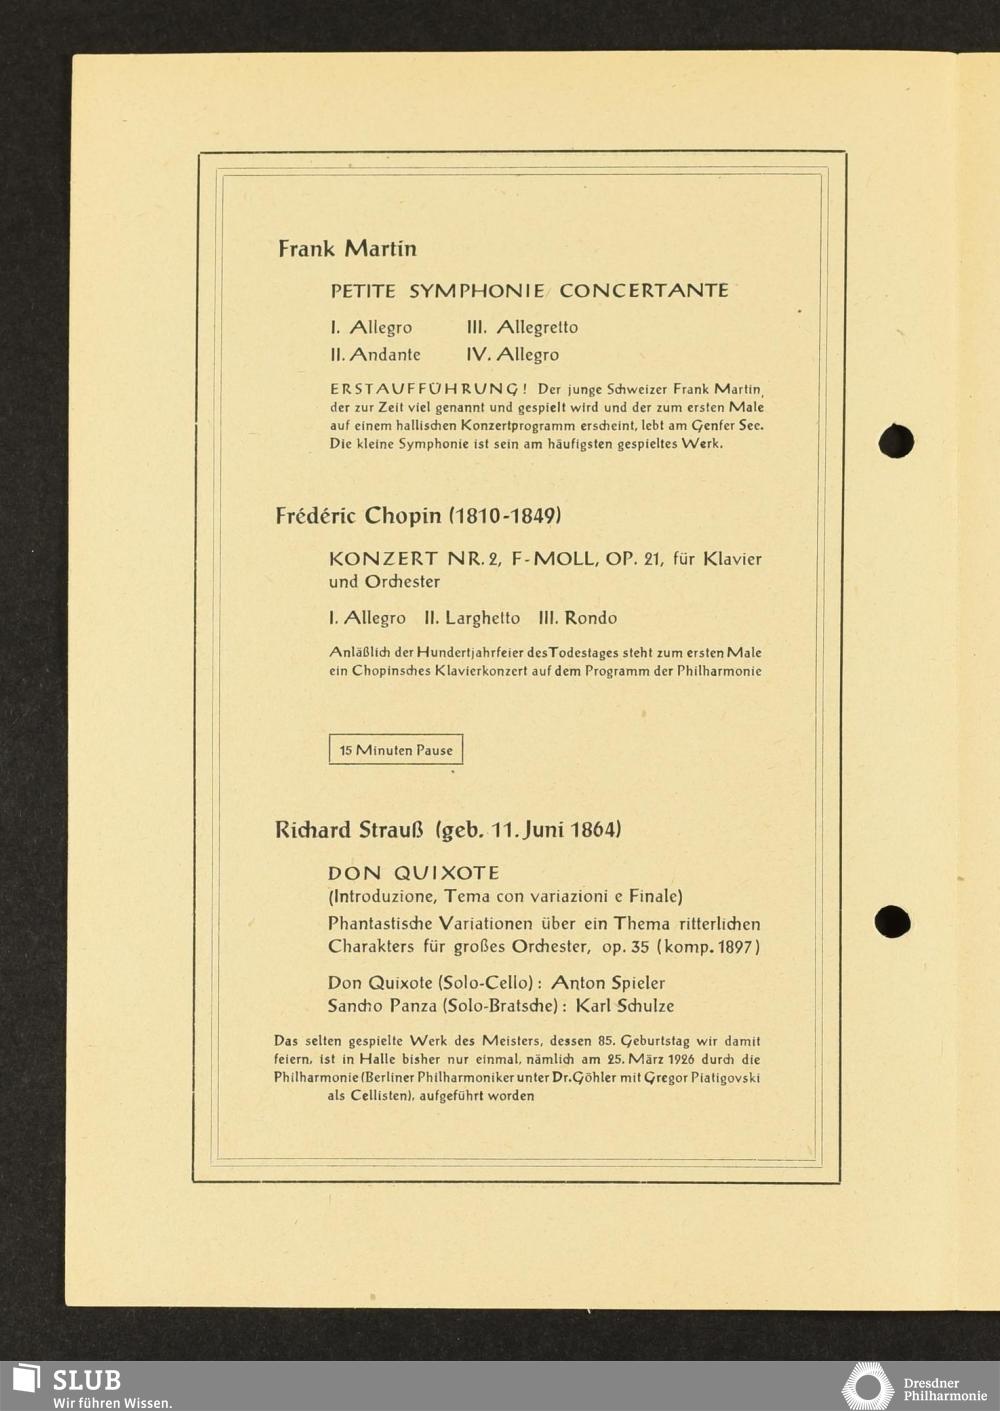 Frank Martin
PETITE SYMPHONIE CONCERTANTE
I. Allegro III. Allegretto
II. Andante IV. Allegro
ERSTAUFFÜHRUNG! Der junge Schweizer Frank Martin,
der zur Zeit viel genannt und gespielt wird und der zum ersten Male
auf einem hallischen Konzertprogramm erscheint, lebt am Genfer See.
Die kleine Symphonie ist sein am häufigsten gespieltes Werk.
Frédéric Chopin (1810-1849)
KONZERT NR. 2, F-MOLL, OP. 21, für Klavier
und Orchester
I. Allegro II. Larghetto III. Rondo
Anläßlich der Hundertjahrfeier des Todestages steht zum ersten Male
ein Chopinsches Klavierkonzert auf dem Programm der Philharmonie
15 Minuten Pause
Richard Strauß (geb. 11. Juni 1864)
DON QUIXOTE
(Introduzione, Tema con variazioni e Finale)
Phantastische Variationen über ein Thema ritterlichen
Charakters für großes Orchester, op. 35 (komp. 1897)
Don Quixote (Solo-Cello): Anton Spieler
Sancho Panza (Solo-Bratsche): Karl Schulze
Das selten gespielte Werk des Meisters, dessen 85. Geburtstag wir damit
feiern, ist in Halle bisher nur einmal, nämlich am 25. März 1926 durch die
Philharmonie (Berliner Philharmoniker unter Dr. Göhler mit Gregor Piatigovski
als Cellisten), aufgeführt worden
SLUB
Wir führen Wissen.
Dresdner
Philharmonie